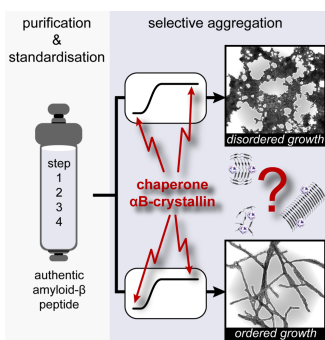 purification
&
standardisation
step
1
2
3
4
authentic
amyloid-β
peptide
selective aggregation
chaperone
αB-crystallin
disordered growth
?
ordered growth